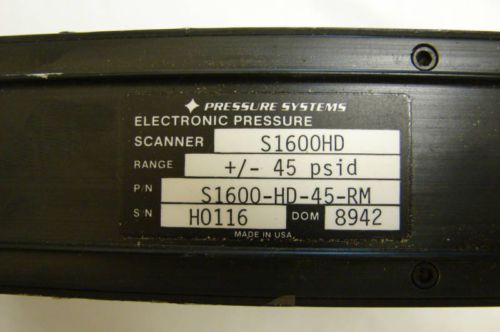 PRESSURE SYSTEMS
ELECTRONIC PRESSURE
SCANNER S1600HD
RANGE +/- 45 psid
P/N S1600-HD-45-RM
S/N H0116 DOM 8942
MADE IN USA